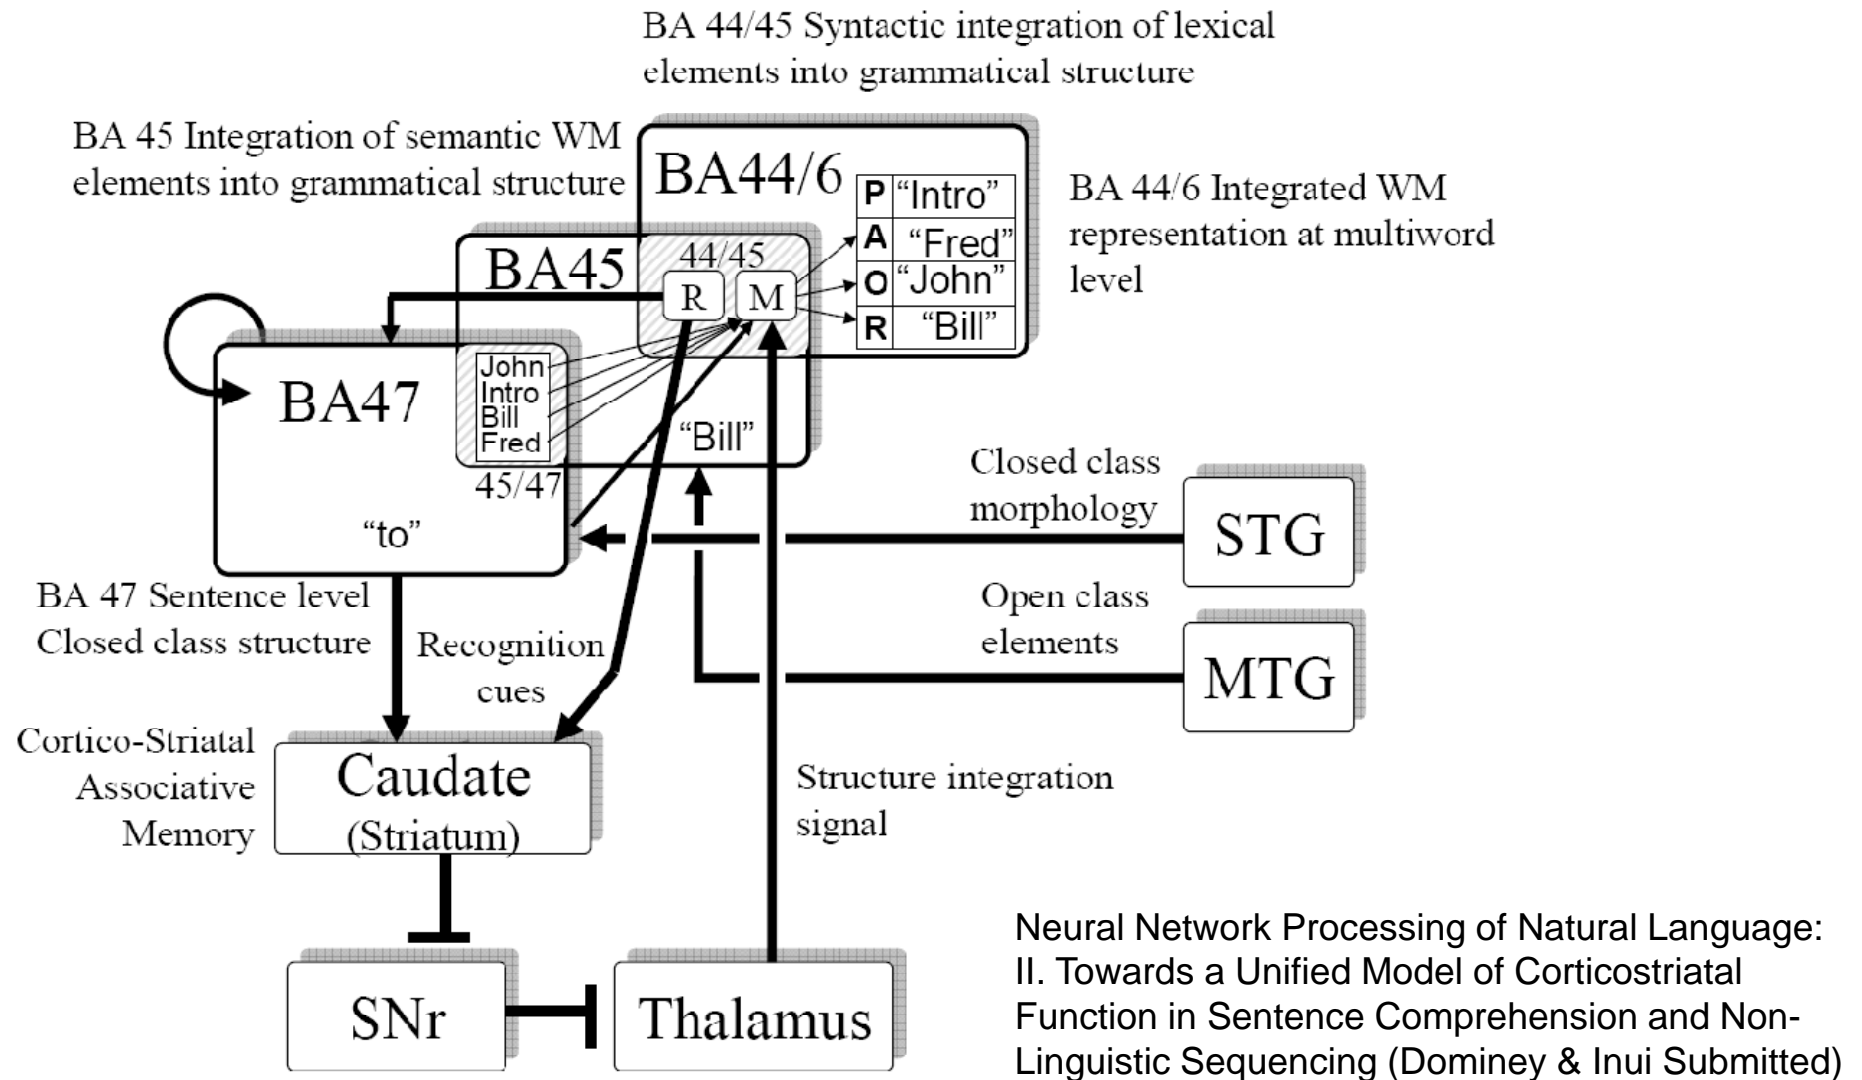 BA 44/45 Syntactic integration of lexical
elements into grammatical structure
BA 45 Integration of semantic WM
elements into grammatical structure
BA44/6
P “Intro”
A “Fred”
O “John”
R “Bill”
BA 44/6 Integrated WM
representation at multiword
level
BA45
44/45
R M
BA47
John
Intro
Bill
Fred
45/47
“Bill”
“to”
Closed class
morphology
STG
BA 47 Sentence level
Closed class structure
Recognition
cues
Open class
elements
MTG
Cortico-Striatal
Associative
Memory
Caudate
(Striatum)
Structure integration
signal
SNr
Thalamus
Neural Network Processing of Natural Language:
II. Towards a Unified Model of Corticostriatal
Function in Sentence Comprehension and Non-
Linguistic Sequencing (Dominey & Inui Submitted)